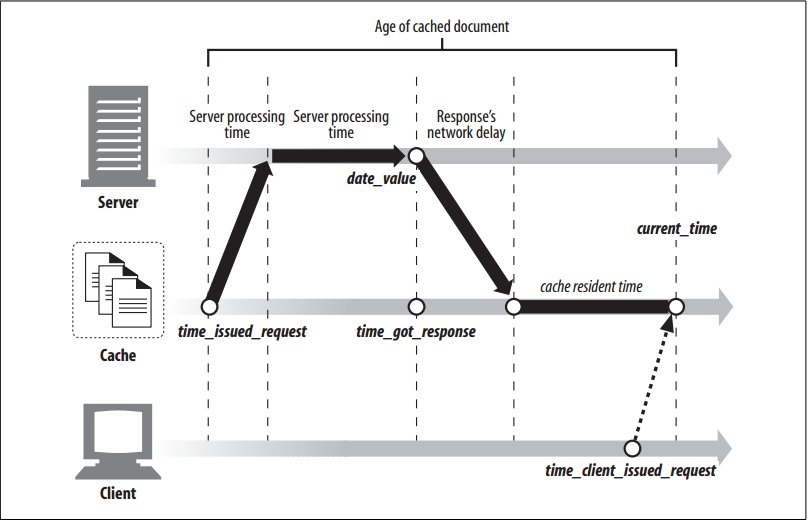 Age of cached document
Server processing
time
Server processing
time
Response's
network delay
Server
date_value
current_time
cache resident time
time_issued_request
time_got_response
Cache
time_client_issued_request
Client